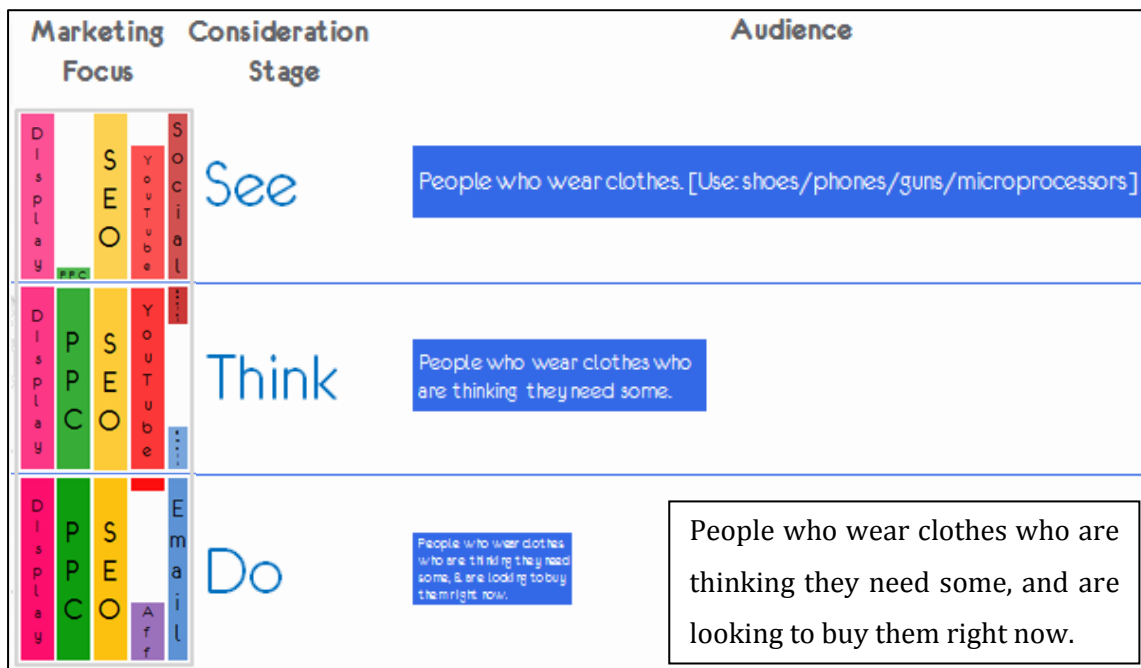 Marketing Focus
Consideration Stage
Audience
Display
PPC
SEO
YouTube
Social
See
People who wear clothes. [Use: shoes/phones/guns/microprocessors]
Display
PPC
SEO
YouTube
Think
People who wear clothes who
are thinking they need some.
Display
PPC
SEO
Aff
Email
Do
People who wear clothes
who are thinking they need
some, & are looking to buy
them right now.
People who wear clothes who are
thinking they need some, and are
looking to buy them right now.